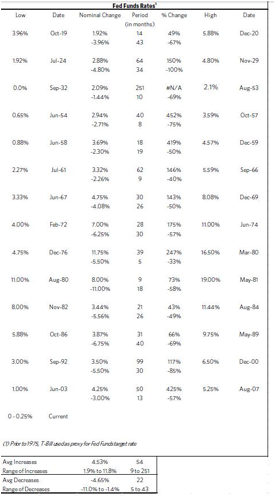 Fed Funds Rates¹
Low Date Nominal Change Period % Change High Date
(in months)
3.96% Oct-19 1.92% 14 49% 5.88% Dec-20
-3.96% 43 -67%
1.92% Jul-24 2.88% 64 150% 4.80% Nov-29
-4.80% 34 -100%
0.0% Sep-32 2.09% 251 #N/A 2.1% Aug-53
-1.44% 10 -69%
0.65% Jun-54 2.94% 40 452% 3.59% Oct-57
-2.71% 8 -75%
0.88% Jun-58 3.69% 18 419% 4.57% Dec-59
-2.30% 19 -50%
2.27% Jul-61 3.32% 62 146% 5.59% Sep-66
-2.26% 9 -40%
3.33% Jun-67 4.75% 30 143% 8.08% Dec-69
-4.08% 26 -50%
4.00% Feb-72 7.00% 28 175% 11.00% Jun-74
-6.25% 30 -57%
4.75% Dec-76 11.75% 39 247% 16.50% Mar-80
-5.50% 5 -33%
11.00% Aug-80 8.00% 9 73% 19.00% May-81
-11.00% 18 -58%
8.00% Nov-82 3.44% 21 43% 11.44% Aug-84
-5.56% 26 -49%
5.88% Oct-86 3.87% 31 66% 9.75% May-89
-6.75% 40 -69%
3.00% Sep-92 3.50% 99 117% 6.50% Dec-00
-5.50% 30 -85%
1.00% Jun-03 4.25% 50 425% 5.25% Aug-07
-3.00% 13 -57%
0 - 0.25% Current
(1) Prior to 1975, T-Bill used as proxy for Fed Funds target rate
Avg Increases 4.53% 54
Range of Increases 1.9% to 11.8% 9 to 251
Avg Decreases -4.65% 22
Range of Decreases -11.0% to -1.4% 5 to 43